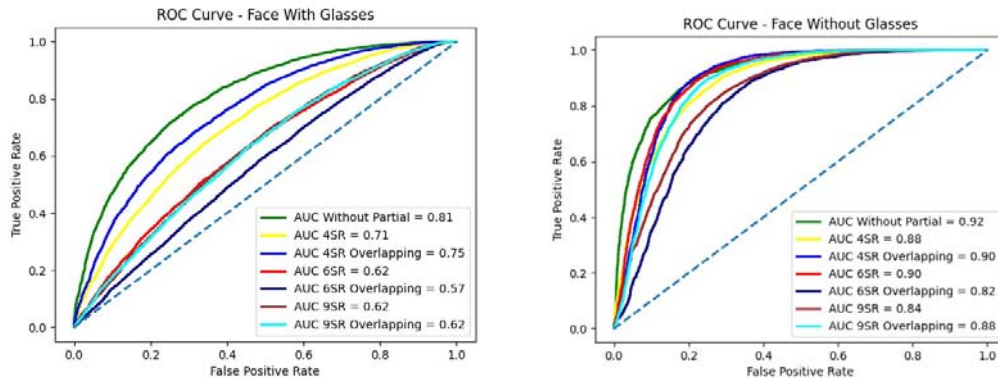 ROC Curve - Face With Glasses
True Positive Rate
1.0
0.8
0.6
0.4
0.2
0.0
AUC Without Partial = 0.81
AUC 4SR = 0.71
AUC 4SR Overlapping = 0.75
AUC 6SR = 0.62
AUC 6SR Overlapping = 0.57
AUC 9SR = 0.62
AUC 9SR Overlapping = 0.62
0.0 0.2 0.4 0.6 0.8 1.0
False Positive Rate
ROC Curve - Face Without Glasses
True Positive Rate
1.0
0.8
0.6
0.4
0.2
0.0
AUC Without Partial = 0.92
AUC 4SR = 0.88
AUC 4SR Overlapping = 0.90
AUC 6SR = 0.90
AUC 6SR Overlapping = 0.82
AUC 9SR = 0.84
AUC 9SR Overlapping = 0.88
0.0 0.2 0.4 0.6 0.8 1.0
False Positive Rate